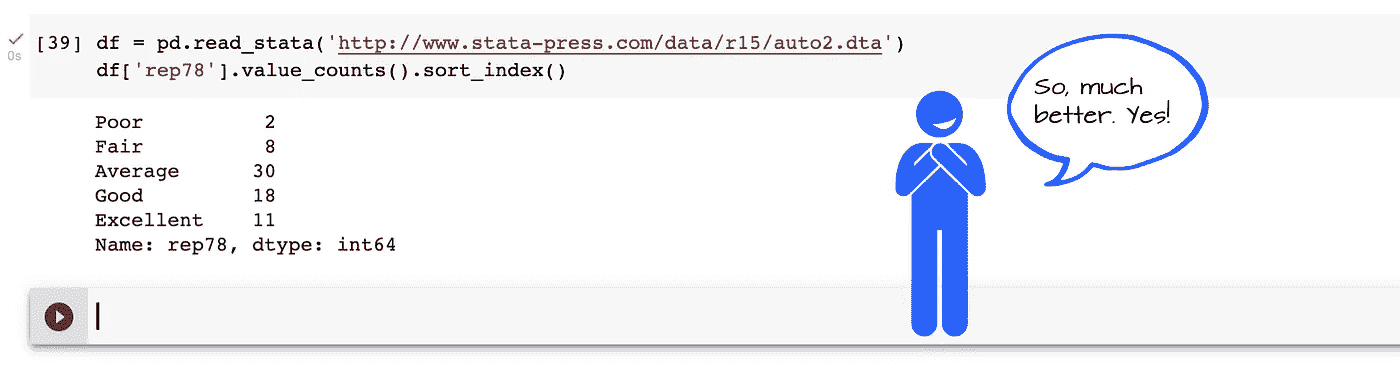 [39] df = pd.read_stata('http://www.stata-press.com/data/r15/auto2.dta')
df['rep78'].value_counts().sort_index()
0s
So, much
better. Yes!
Poor 2
Fair 8
Average 30
Good 18
Excellent 11
Name: rep78, dtype: int64